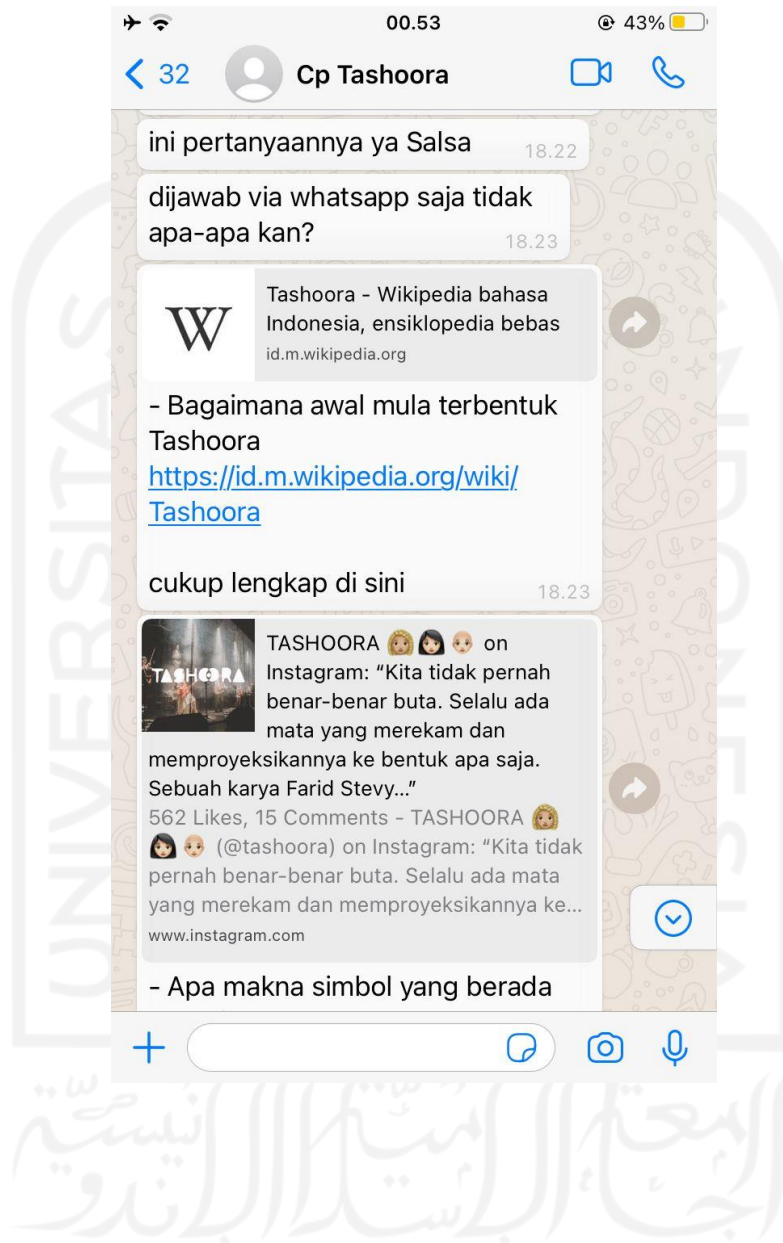 00.53
43%
32
Cp Tashoora
ini pertanyaannya ya Salsa 18.22
dijawab via whatsapp saja tidak
apa-apa kan? 18.23
W
Tashoora - Wikipedia bahasa
Indonesia, ensiklopedia bebas
id.m.wikipedia.org
- Bagaimana awal mula terbentuk
Tashoora
https://id.m.wikipedia.org/wiki/
Tashoora
cukup lengkap di sini 18.23
TASHOORA
TASHOORA 👩🏼‍🦱👩🏻👨🏼‍🦲 on
Instagram: “Kita tidak pernah
benar-benar buta. Selalu ada
mata yang merekam dan
memproyeksikannya ke bentuk apa saja.
Sebuah karya Farid Stevy...”
562 Likes, 15 Comments - TASHOORA
(@tashoora) on Instagram: “Kita tidak
pernah benar-benar buta. Selalu ada mata
yang merekam dan memproyeksikannya ke...
www.instagram.com
- Apa makna simbol yang berada
UNIVERSITAS
INDONESIA